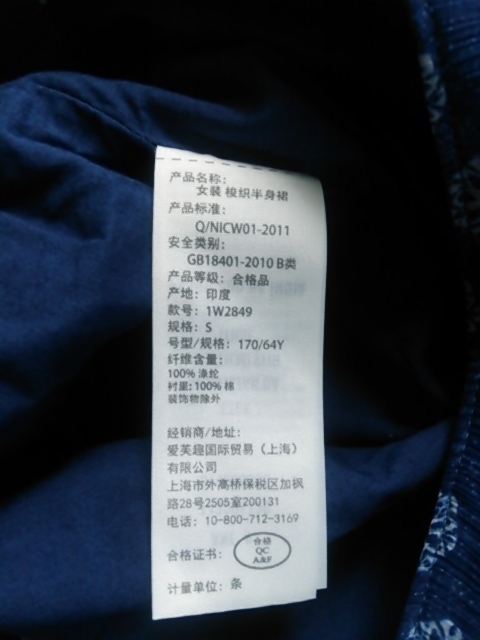 产品名称：
女装 梭织半身裙
产品标准：
Q/NICW01-2011
安全类别：
GB18401-2010 B类
产品等级：合格品
产地：印度
款号：1W2849
规格：S
号型/规格：170/64Y
纤维含量：
100% 涤纶
衬里：100% 棉
装饰物除外
经销商/地址：
爱芙趣国际贸易（上海）
有限公司
上海市外高桥保税区加枫
路28号2505室200131
电话：10-800-712-3169
合格证书：
合格
QC
A&F
计量单位：条